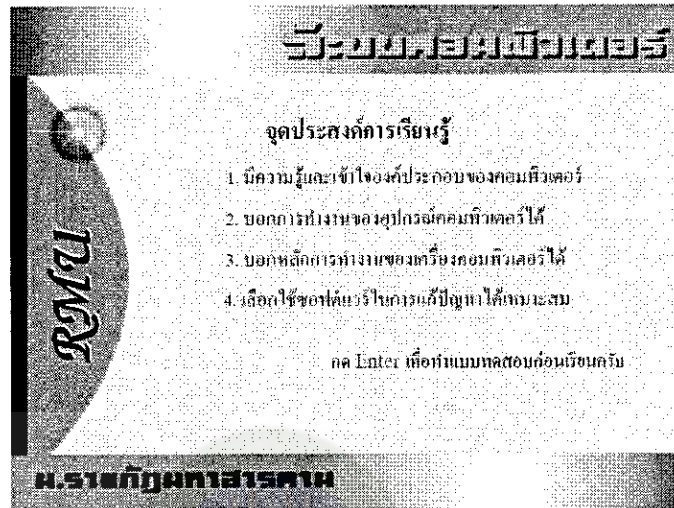 ระบบคอมพิวเตอร์
จุดประสงค์การเรียนรู้
1. มีความรู้และเข้าใจองค์ประกอบของคอมพิวเตอร์
2. บอกการทำงานของอุปกรณ์คอมพิวเตอร์ได้
3. บอกหลักการทำงานของเครื่องคอมพิวเตอร์ได้
4. เลือกใช้ซอฟต์แวร์ในการแก้ปัญหาได้เหมาะสม
กด Enter เพื่อทำแบบทดสอบก่อนเรียนครับ
RMU
ม.ราชภัฏมหาสารคาม